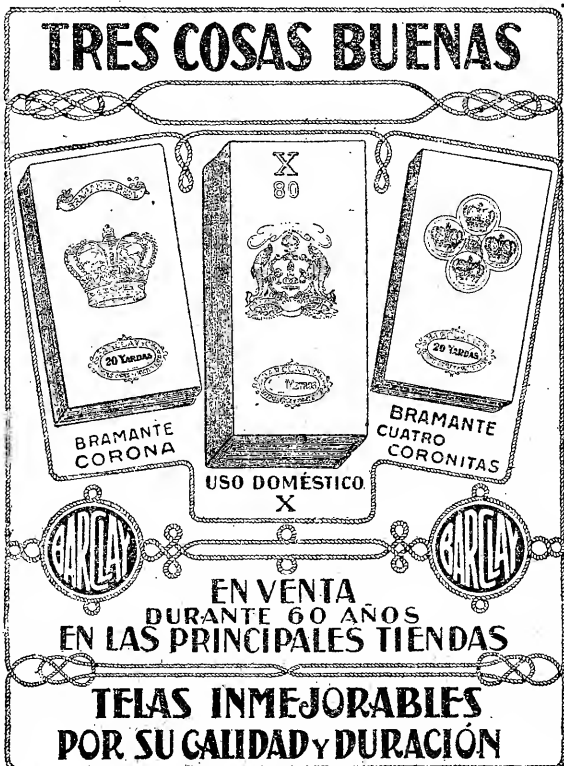 TRES COSAS BUENAS
X
80
20 YARDAS
METROS
20 YARDAS
BRAMANTE
CORONA
USO DOMÉSTICO
X
BRAMANTE
CUATRO
CORONITAS
BARCLAY
BARCLAY
EN VENTA
DURANTE 60 AÑOS
EN LAS PRINCIPALES TIENDAS
TELAS INMEJORABLES
POR SU CALIDAD Y DURACIÓN